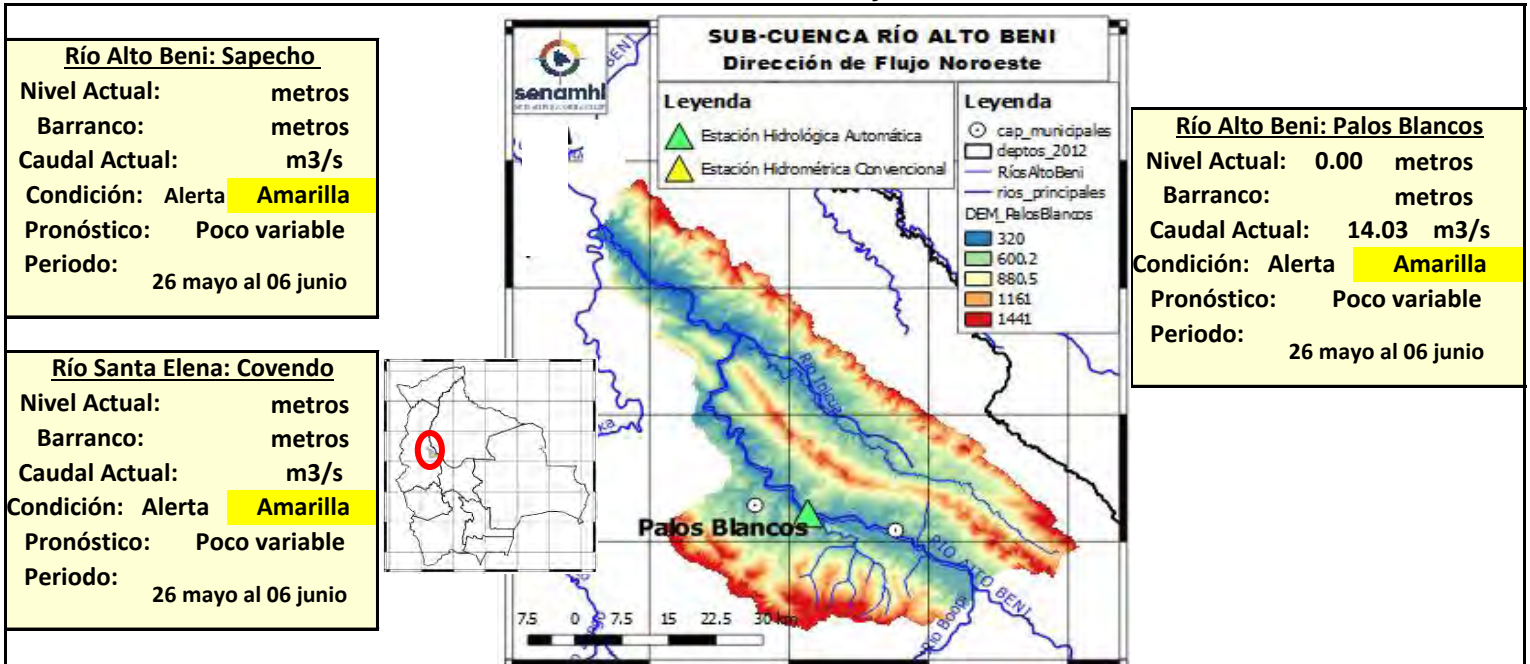 Río Alto Beni: Sapecho
Nivel Actual: metros
Barranco: metros
Caudal Actual: m3/s
Condición: Alerta Amarilla
Pronóstico: Poco variable
Periodo:
26 mayo al 06 junio
Río Santa Elena: Covendo
Nivel Actual: metros
Barranco: metros
Caudal Actual: m3/s
Condición: Alerta Amarilla
Pronóstico: Poco variable
Periodo:
26 mayo al 06 junio
senamhi
BENI
SUB-CUENCA RÍO ALTO BENI
Dirección de Flujo Noroeste
Leyenda
Estación Hidrológica Automática
Estación Hidrométrica Convencional
Leyenda
cap_municipales
deptos_2012
RíosAltoBeni
rios_principales
DEM_PalosBlancos
320
600.2
880.5
1161
1441
Río Inicua
ka
Palos Blancos
RÍO ALTO BENI
Río Boopi
7.5 0 7.5 15 22.5 30 km
Río Alto Beni: Palos Blancos
Nivel Actual: 0.00 metros
Barranco: metros
Caudal Actual: 14.03 m3/s
Condición: Alerta Amarilla
Pronóstico: Poco variable
Periodo:
26 mayo al 06 junio